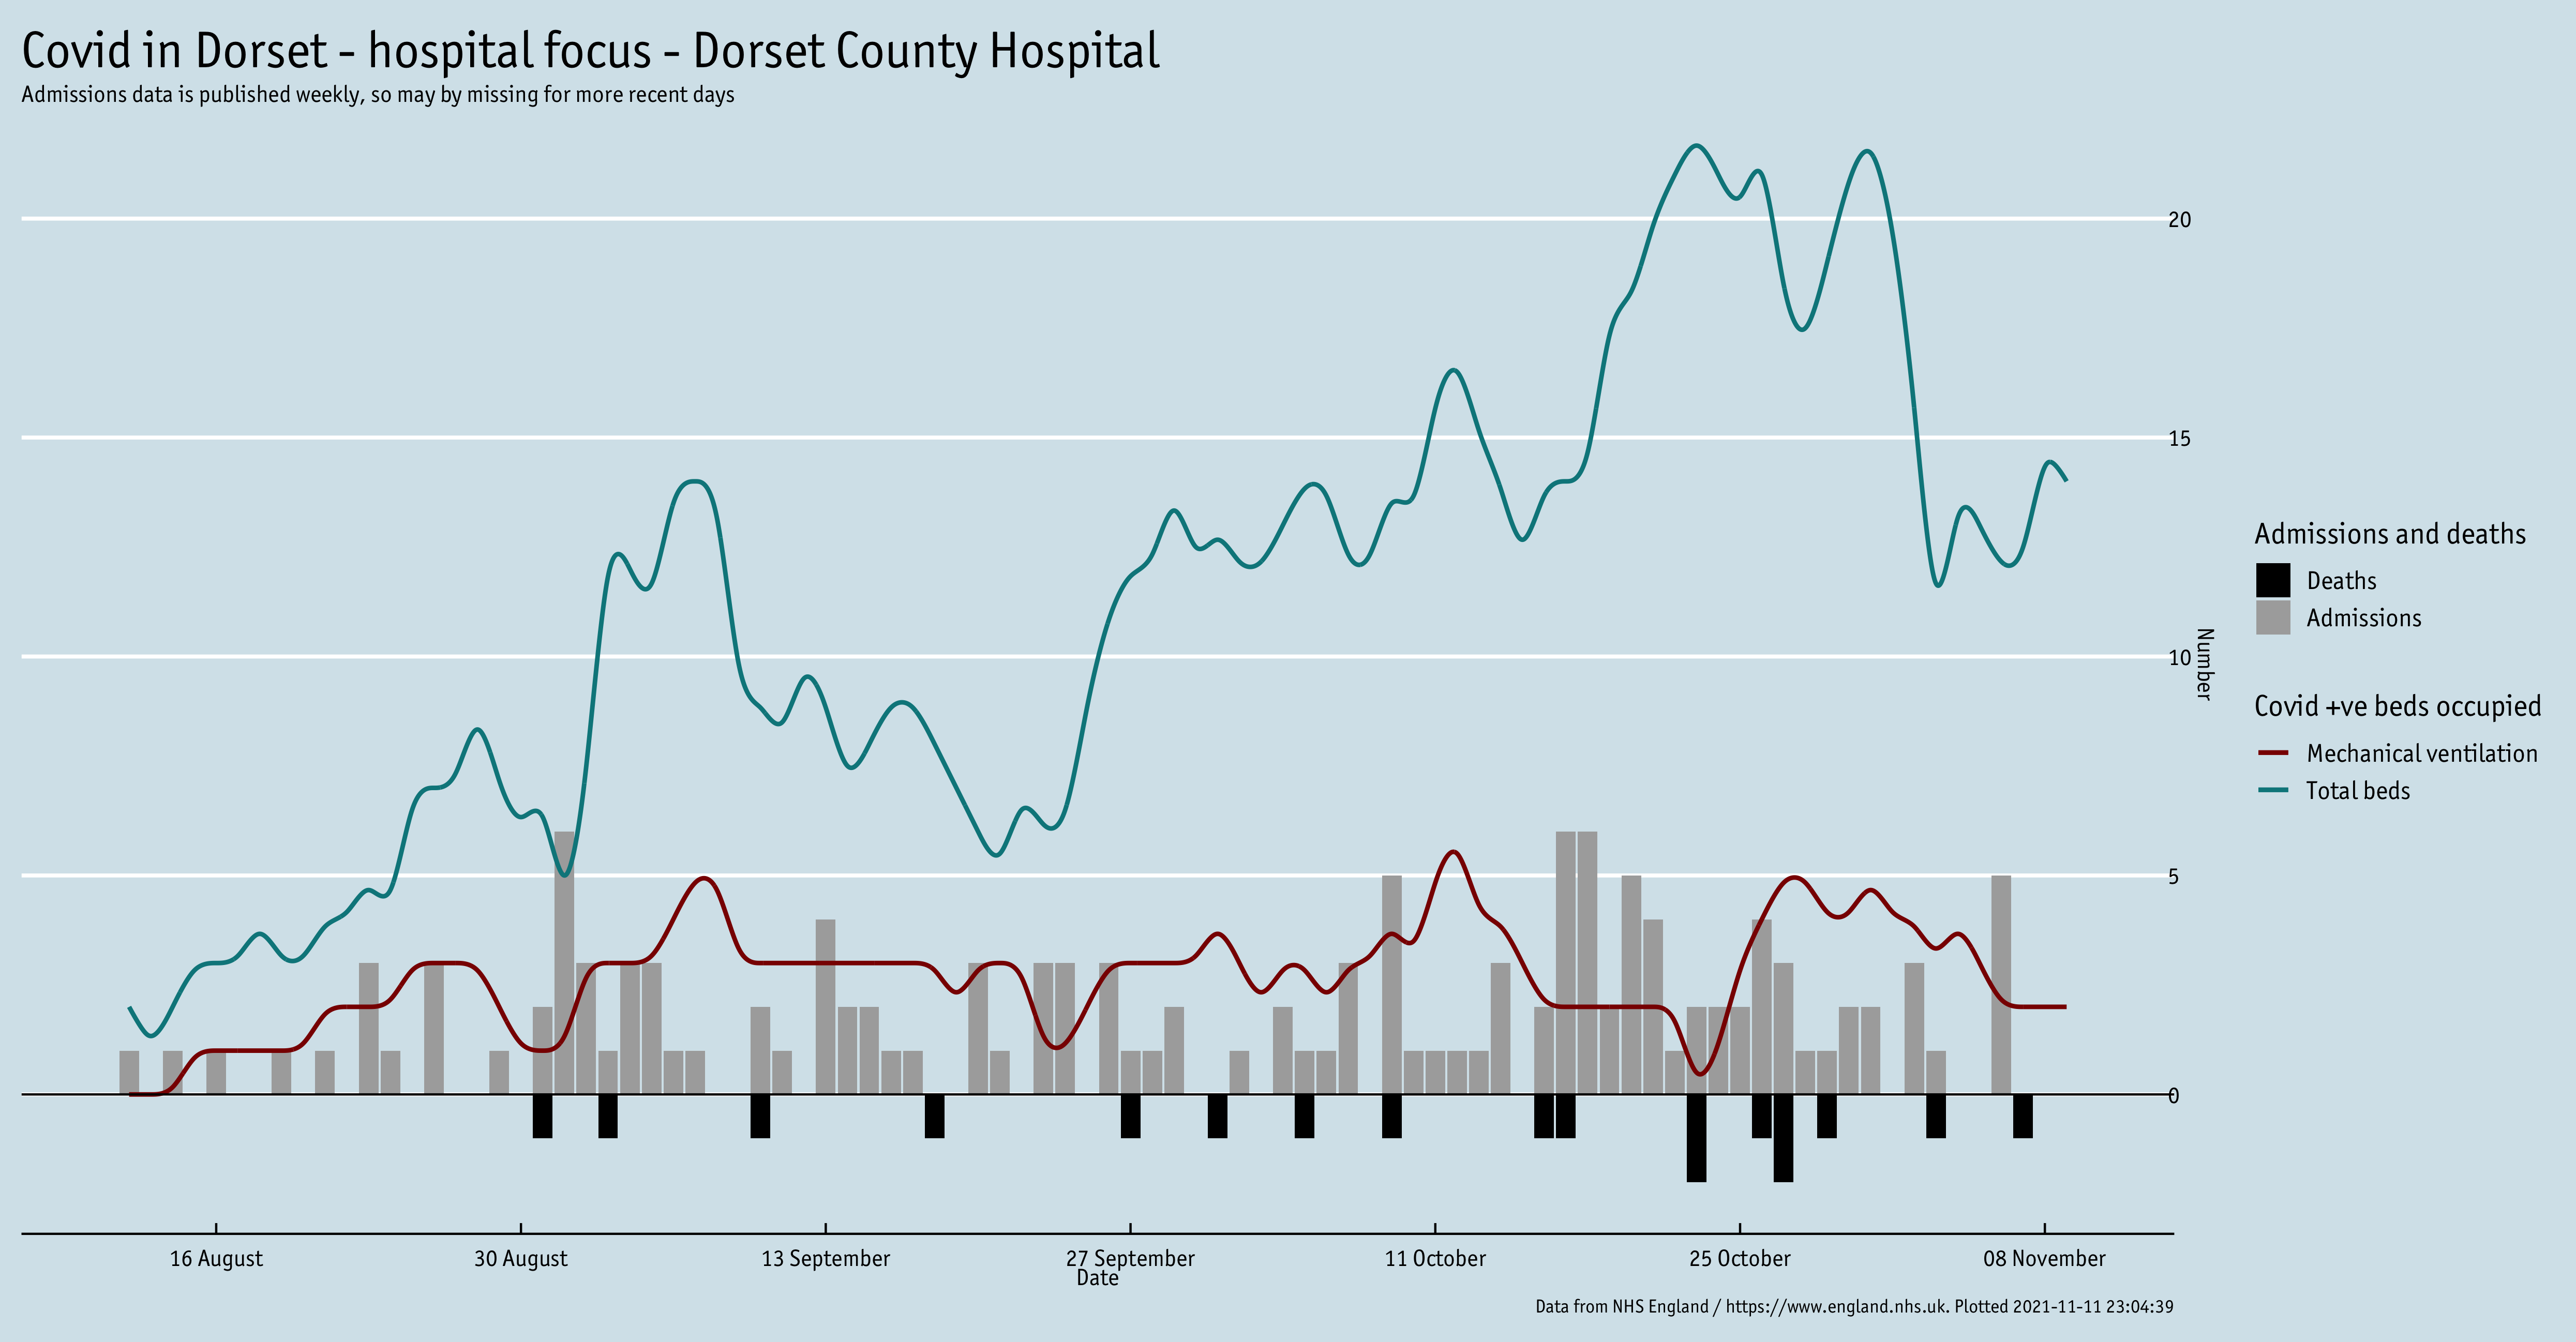 Covid in Dorset - hospital focus - Dorset County Hospital
Admissions data is published weekly, so may by missing for more recent days
20
15
10
5
0
Number
Admissions and deaths
Deaths
Admissions
Covid +ve beds occupied
Mechanical ventilation
Total beds
16 August 30 August 13 September 27 September 11 October 25 October 08 November
Date
Data from NHS England / https://www.england.nhs.uk. Plotted 2021-11-11 23:04:39